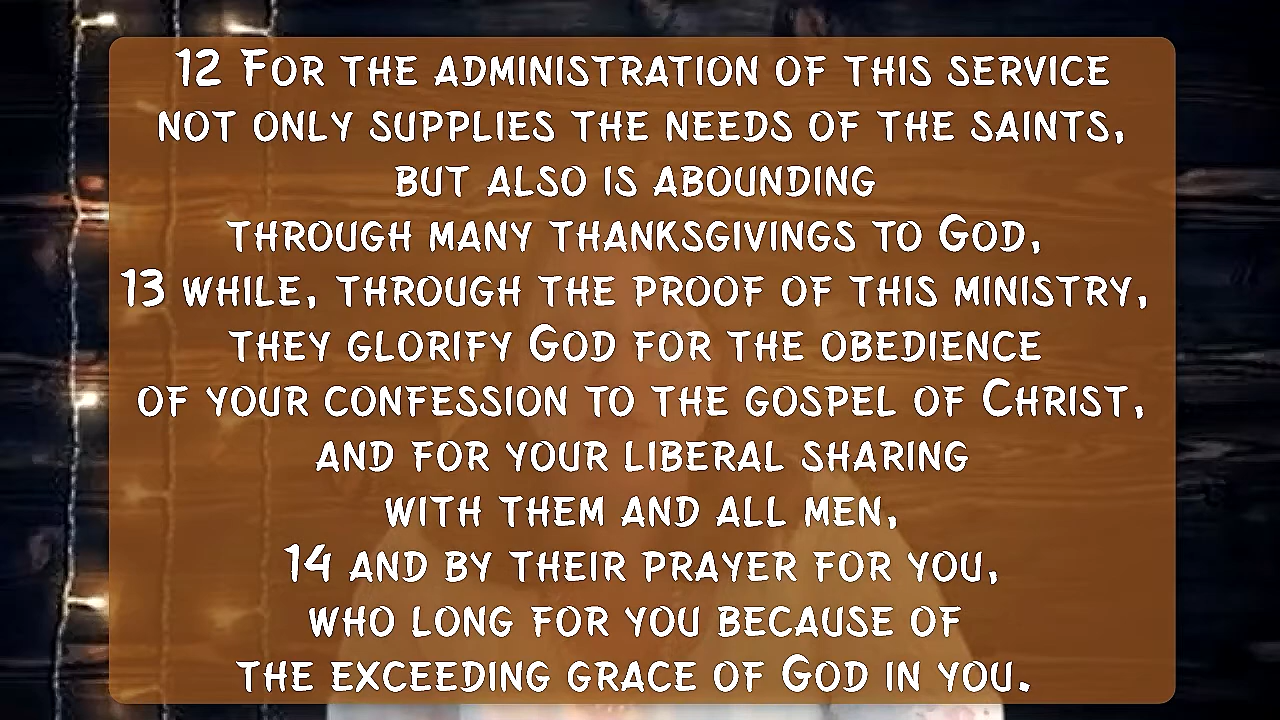 12 For the administration of this service
not only supplies the needs of the saints,
but also is abounding
through many thanksgivings to God,
13 while, through the proof of this ministry,
they glorify God for the obedience
of your confession to the gospel of Christ,
and for your liberal sharing
with them and all men,
14 and by their prayer for you,
who long for you because of
the exceeding grace of God in you.